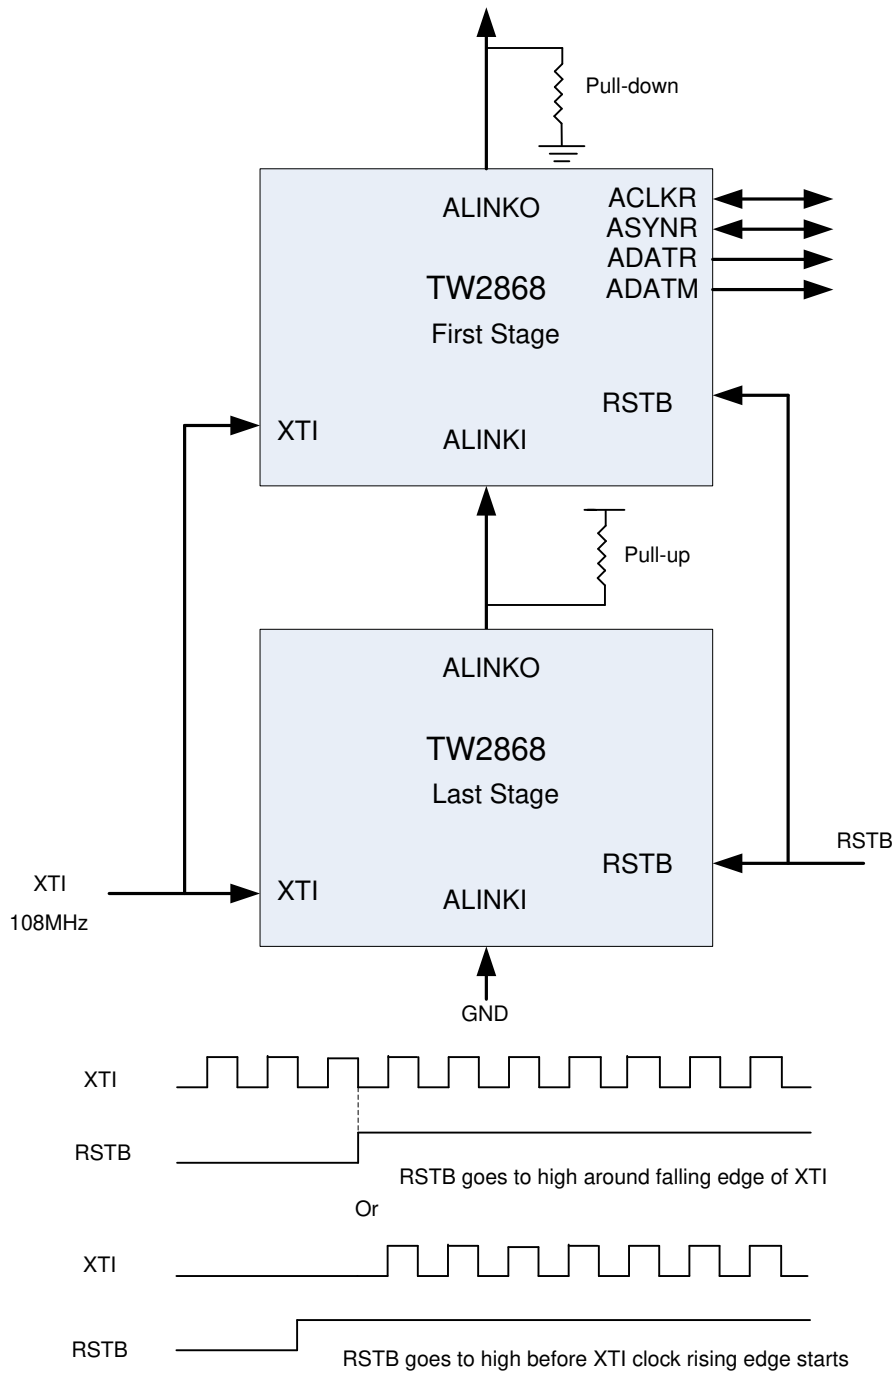 Pull-down
ALINKO
ACLKR
ASYNR
ADATR
ADATM
TW2868
First Stage
RSTB
XTI
ALINKI
Pull-up
ALINKO
TW2868
Last Stage
RSTB
RSTB
XTI
108MHz
XTI
ALINKI
GND
XTI
RSTB
RSTB goes to high around falling edge of XTI
Or
XTI
RSTB
RSTB goes to high before XTI clock rising edge starts